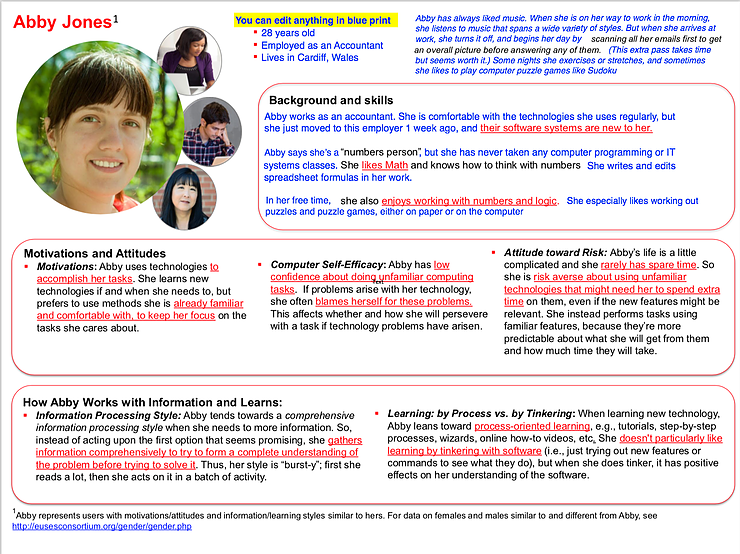 Abby Jones1
You can edit anything in blue print
▪ 28 years old
▪ Employed as an Accountant
▪ Lives in Cardiff, Wales
Abby has always liked music. When she is on her way to work in the morning,
she listens to music that spans a wide variety of styles. But when she arrives at
work, she turns it off, and begins her day by scanning all her emails first to get
an overall picture before answering any of them. (This extra pass takes time
but seems worth it.) Some nights she exercises or stretches, and sometimes
she likes to play computer puzzle games like Sudoku
Background and skills
Abby works as an accountant. She is comfortable with the technologies she uses regularly, but
she just moved to this employer 1 week ago, and their software systems are new to her.
Abby says she's a "numbers person", but she has never taken any computer programming or IT
systems classes. She likes Math and knows how to think with numbers She writes and edits
spreadsheet formulas in her work.
In her free time, she also enjoys working with numbers and logic. She especially likes working out
puzzles and puzzle games, either on paper or on the computer
Motivations and Attitudes
▪ Motivations: Abby uses technologies to
accomplish her tasks. She learns new
technologies if and when she needs to, but
prefers to use methods she is already familiar
and comfortable with, to keep her focus on the
tasks she cares about.
▪ Computer Self-Efficacy: Abby has low
confidence about doing unfamiliar computing
tasks. If problems arise with her technology,
she often blames herself for these problems.
This affects whether and how she will persevere
with a task if technology problems have arisen.
▪ Attitude toward Risk: Abby's life is a little
complicated and she rarely has spare time. So
she is risk averse about using unfamiliar
technologies that might need her to spend extra
time on them, even if the new features might be
relevant. She instead performs tasks using
familiar features, because they're more
predictable about what she will get from them
and how much time they will take.
How Abby Works with Information and Learns:
▪ Information Processing Style: Abby tends towards a comprehensive
information processing style when she needs to more information. So,
instead of acting upon the first option that seems promising, she gathers
information comprehensively to try to form a complete understanding of
the problem before trying to solve it. Thus, her style is "burst-y"; first she
reads a lot, then she acts on it in a batch of activity.
▪ Learning: by Process vs. by Tinkering: When learning new technology,
Abby leans toward process-oriented learning, e.g., tutorials, step-by-step
processes, wizards, online how-to videos, etc. She doesn't particularly like
learning by tinkering with software (i.e., just trying out new features or
commands to see what they do), but when she does tinker, it has positive
effects on her understanding of the software.
1Abby represents users with motivations/attitudes and information/learning styles similar to hers. For data on females and males similar to and different from Abby, see
http://eusesconsortium.org/gender/gender.php